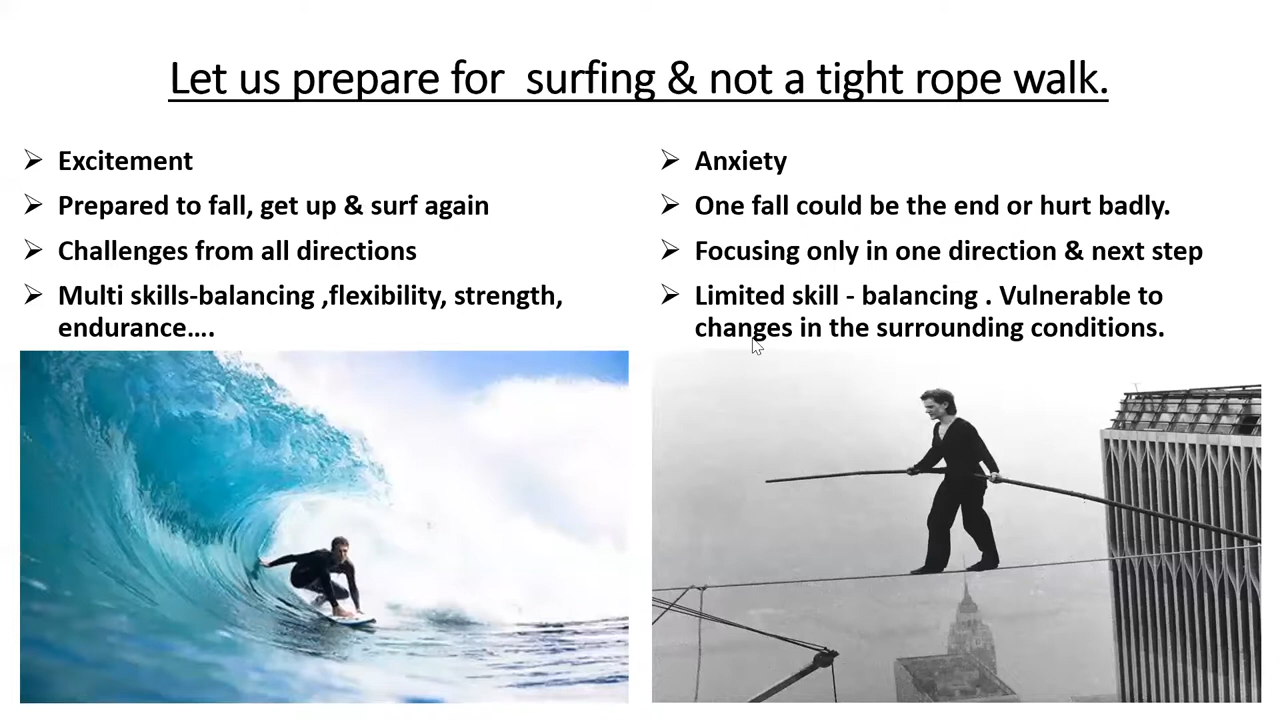 Let us prepare for  surfing & not a tight rope walk.
Excitement
Prepared to fall, get up & surf again
Challenges from all directions
Multi skills-balancing ,flexibility, strength,
endurance....
Anxiety
One fall could be the end or hurt badly.
Focusing only in one direction & next step
Limited skill - balancing . Vulnerable to
changes in the surrounding conditions.